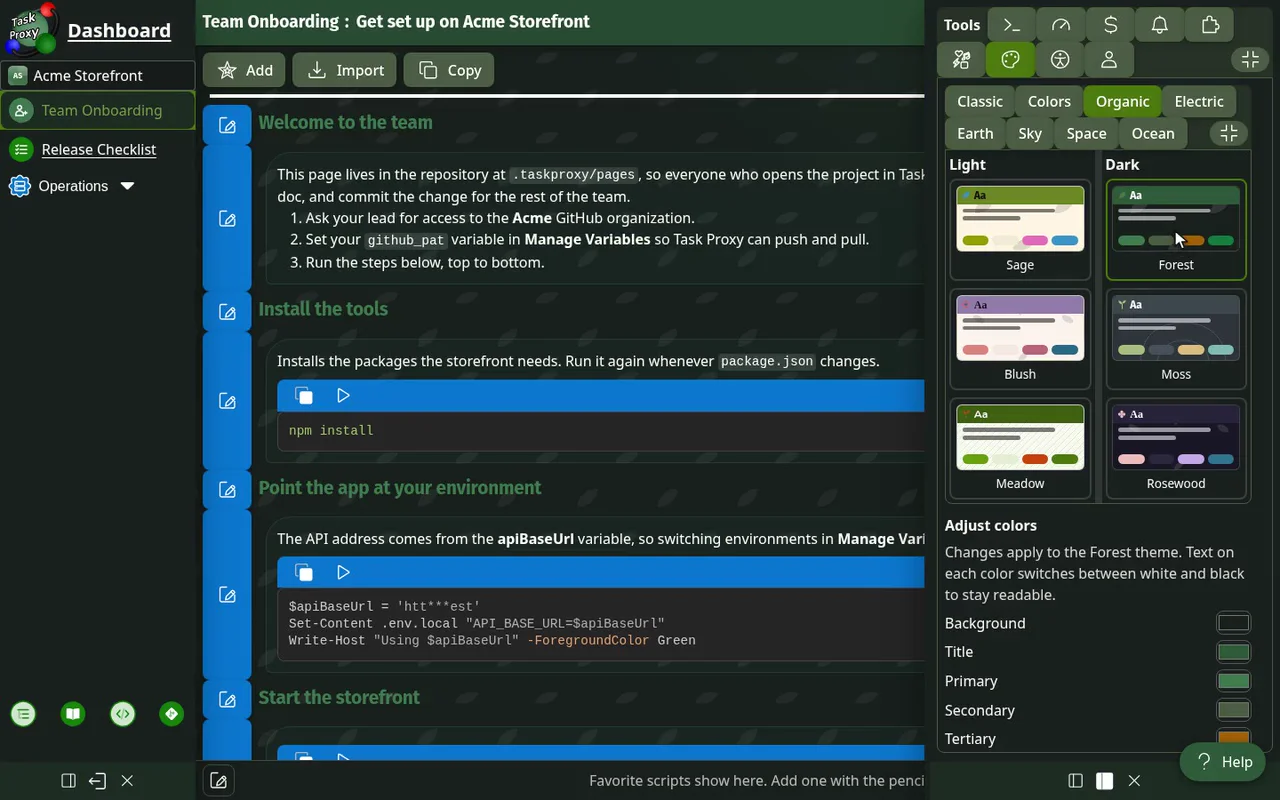 Task Proxy
Dashboard
AS Acme Storefront
Team Onboarding
Release Checklist
Operations
Team Onboarding : Get set up on Acme Storefront
Add
Import
Copy
Welcome to the team
This page lives in the repository at .taskproxy/pages, so everyone who opens the project in Task
doc, and commit the change for the rest of the team.
1. Ask your lead for access to the Acme GitHub organization.
2. Set your github_pat variable in Manage Variables so Task Proxy can push and pull.
3. Run the steps below, top to bottom.
Install the tools
Installs the packages the storefront needs. Run it again whenever package.json changes.
npm install
Point the app at your environment
The API address comes from the apiBaseUrl variable, so switching environments in Manage Vari
$apiBaseUrl = 'htt***est'
Set-Content .env.local "API_BASE_URL=$apiBaseUrl"
Write-Host "Using $apiBaseUrl" -ForegroundColor Green
Start the storefront
Favorite scripts show here. Add one with the penci
Tools
Classic
Colors
Organic
Electric
Earth
Sky
Space
Ocean
Light
Dark
Aa
Sage
Aa
Forest
Aa
Blush
Aa
Moss
Aa
Meadow
Aa
Rosewood
Adjust colors
Changes apply to the Forest theme. Text on
each color switches between white and black
to stay readable.
Background
Title
Primary
Secondary
Tertiary
? Help